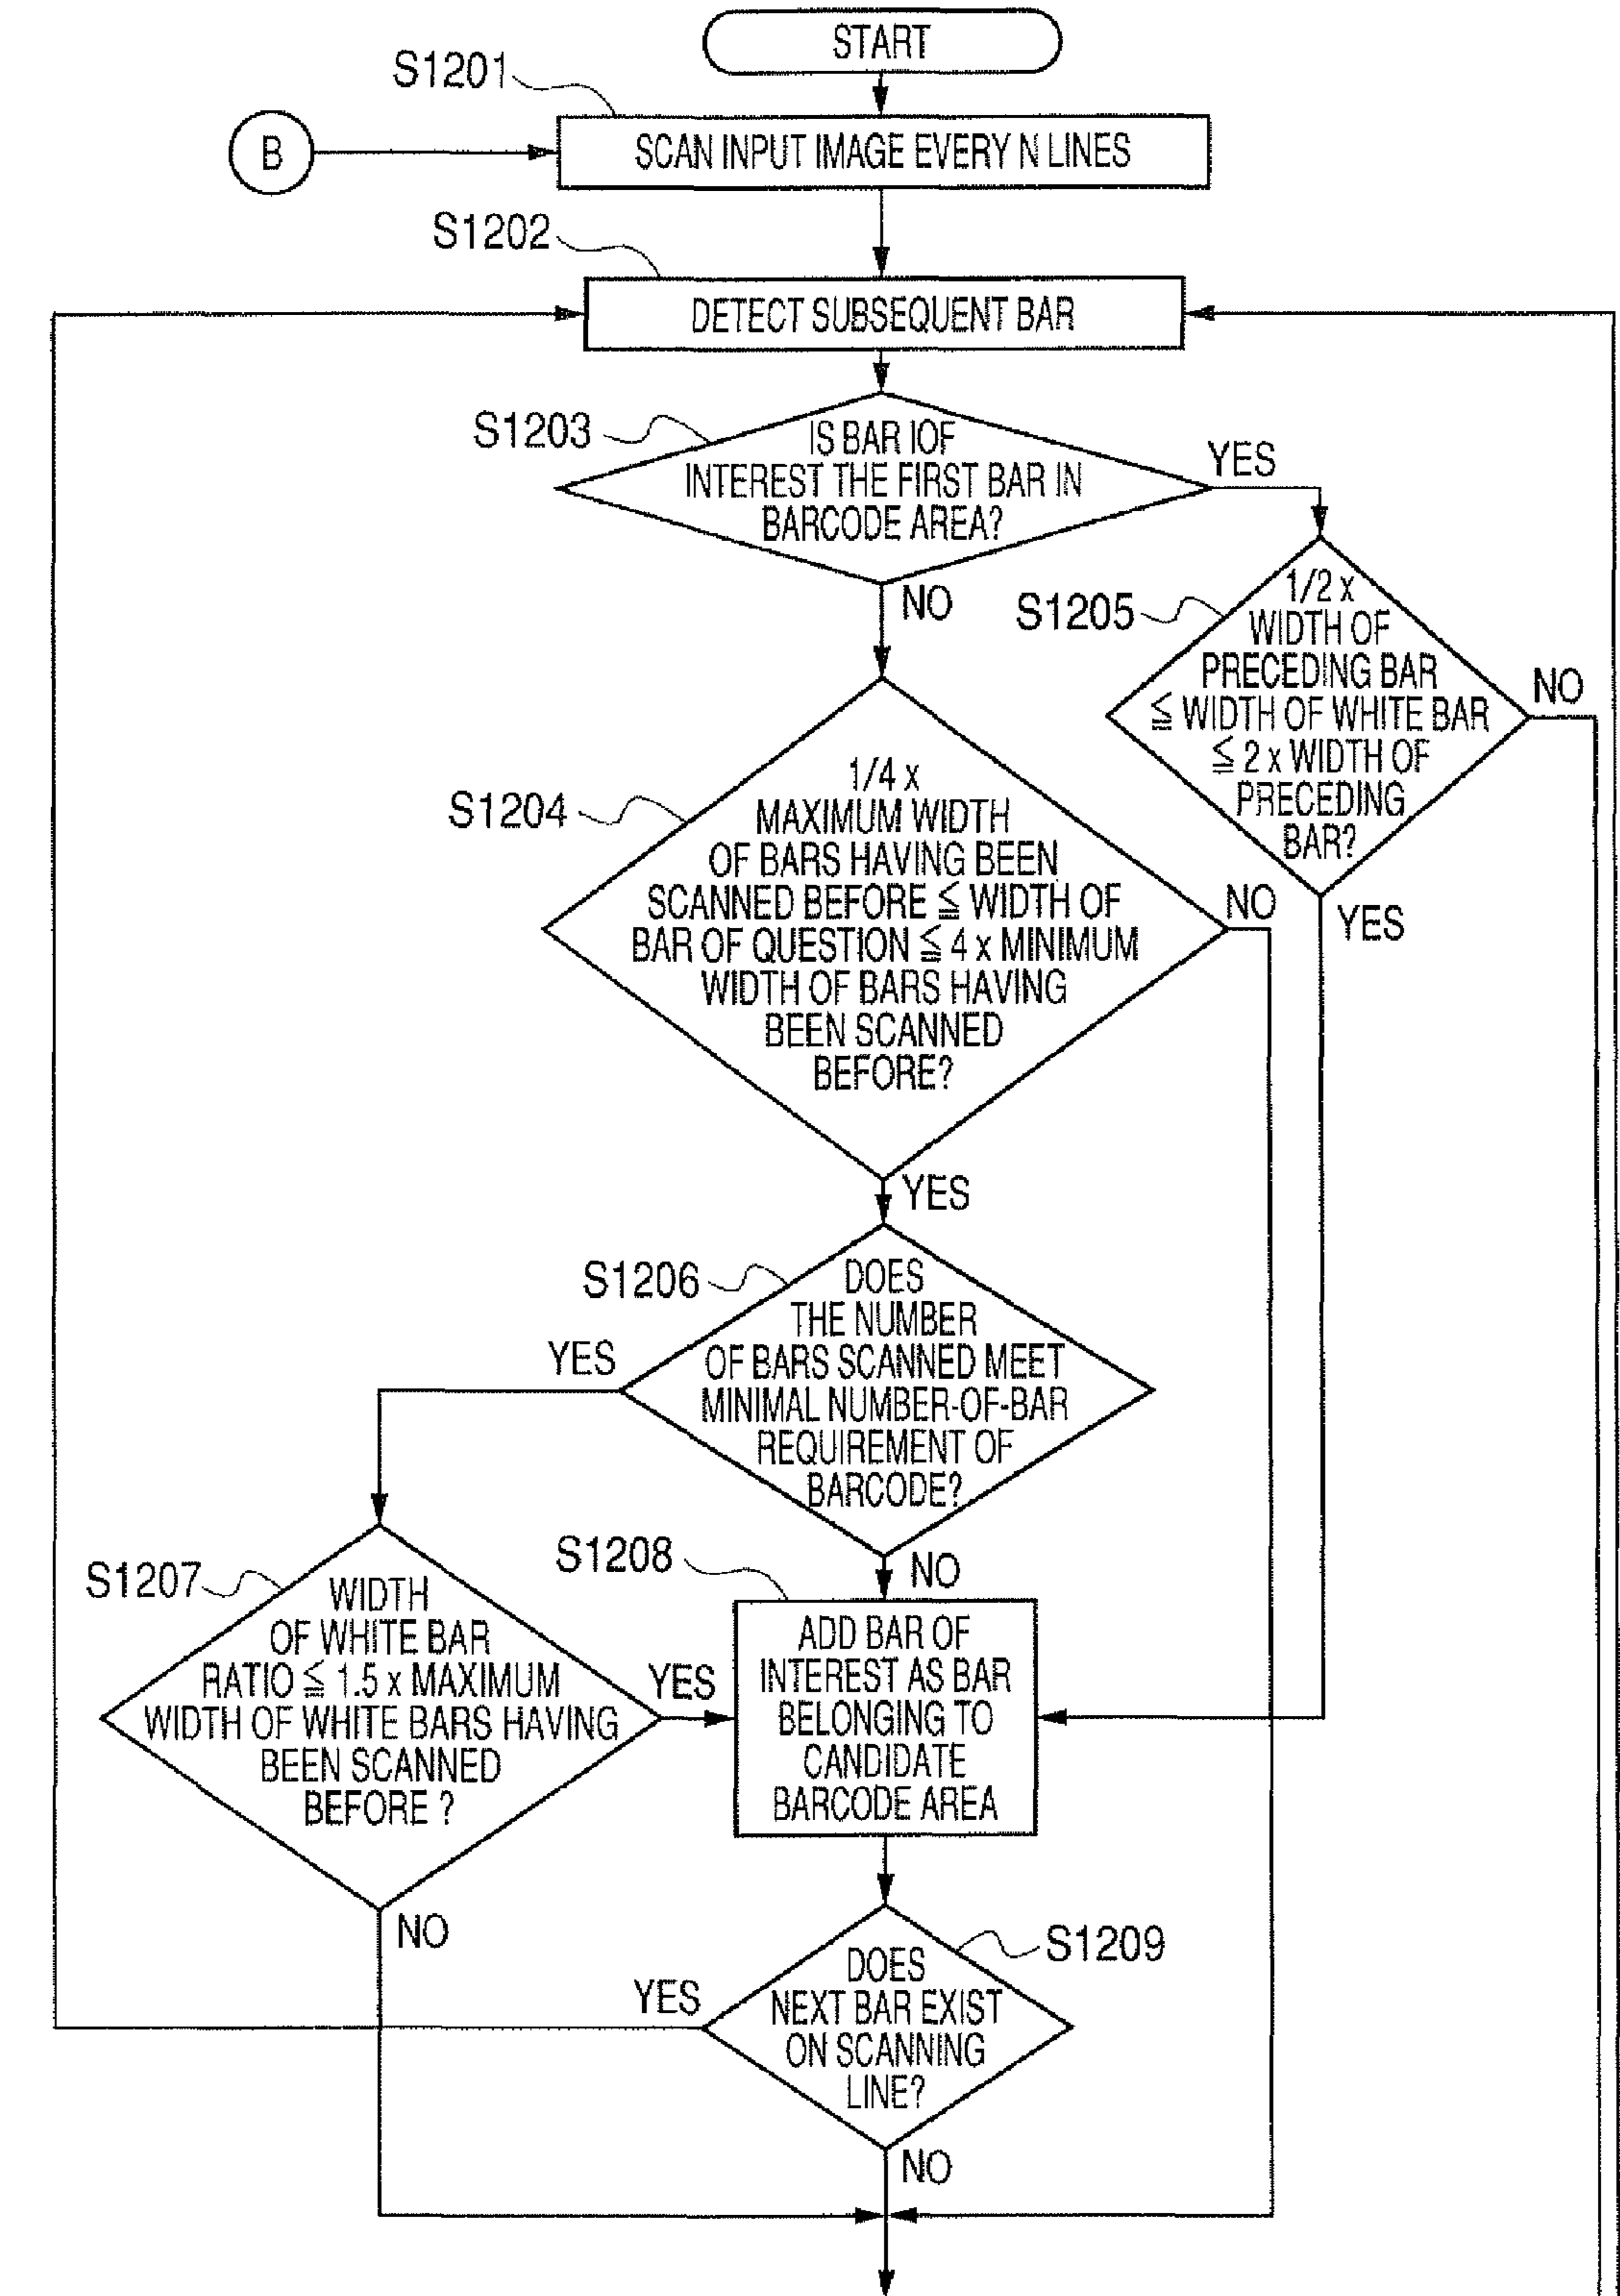 START
S1201
B
SCAN INPUT IMAGE EVERY N LINES
S1202
DETECT SUBSEQUENT BAR
S1203
IS BAR IOF
INTEREST THE FIRST BAR IN
BARCODE AREA?
YES
NO
S1205
1/2 x
WIDTH OF
PRECEDING BAR
≦ WIDTH OF WHITE BAR
≦ 2 x WIDTH OF
PRECEDING
BAR?
NO
YES
S1204
1/4 x
MAXIMUM WIDTH
OF BARS HAVING BEEN
SCANNED BEFORE ≦ WIDTH OF
BAR OF QUESTION ≦ 4 x MINIMUM
WIDTH OF BARS HAVING
BEEN SCANNED
BEFORE?
NO
YES
S1206
DOES
THE NUMBER
OF BARS SCANNED MEET
MINIMAL NUMBER-OF-BAR
REQUIREMENT OF
BARCODE?
YES
NO
S1207
WIDTH
OF WHITE BAR
RATIO ≦ 1.5 x MAXIMUM
WIDTH OF WHITE BARS HAVING
BEEN SCANNED
BEFORE ?
YES
NO
S1208
ADD BAR OF
INTEREST AS BAR
BELONGING TO
CANDIDATE
BARCODE AREA
S1209
DOES
NEXT BAR EXIST
ON SCANNING
LINE?
YES
NO